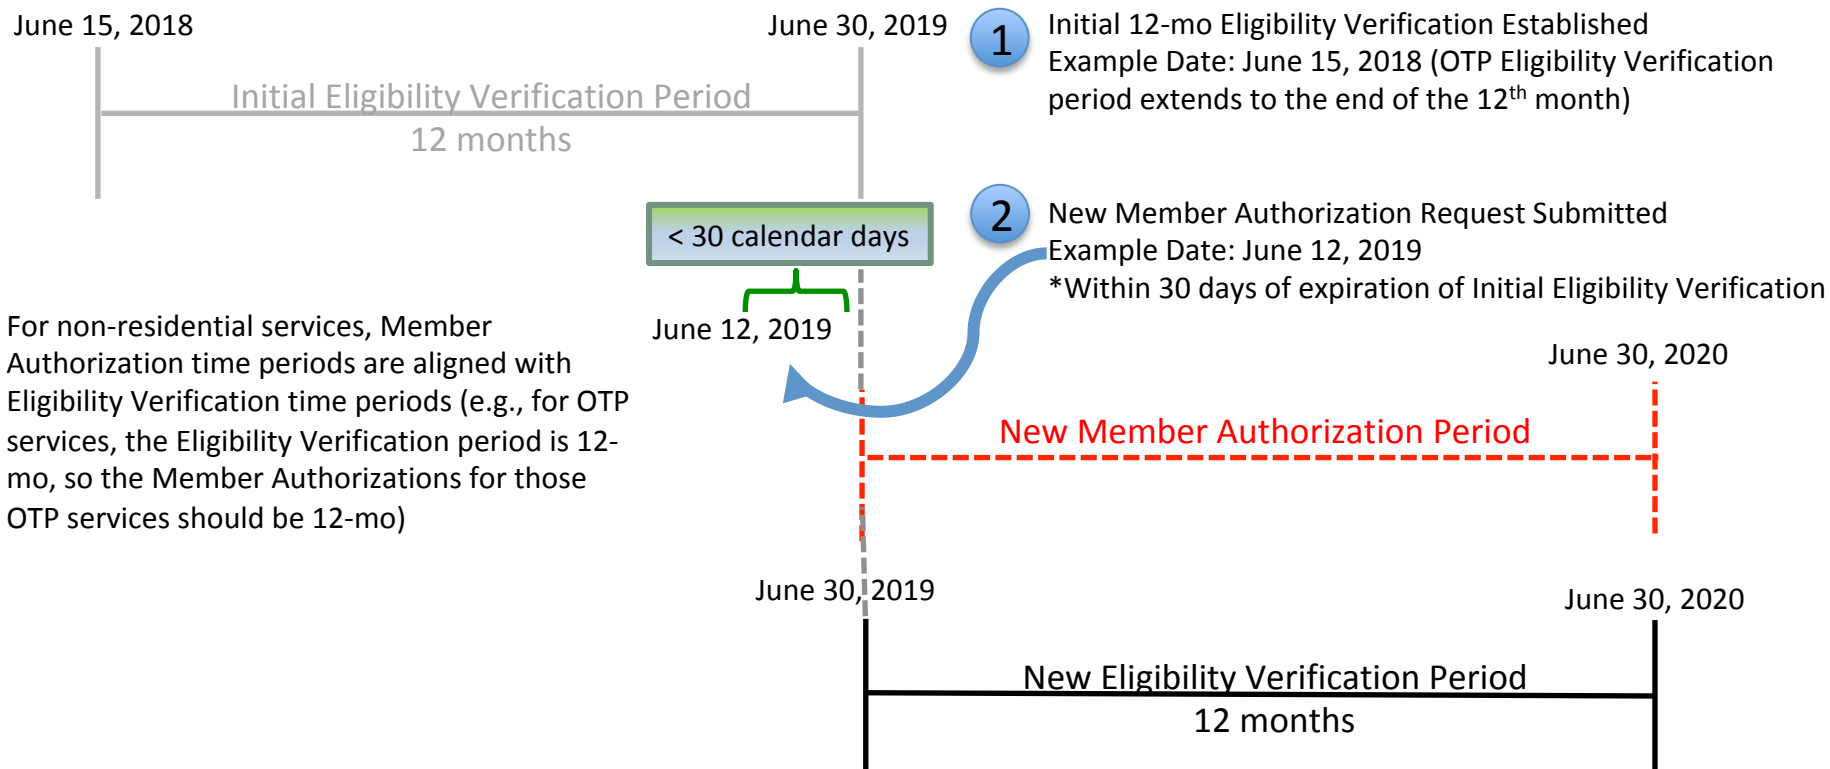 June 15, 2018
June 30, 2019
Initial Eligibility Verification Period
12 months
1
Initial 12-mo Eligibility Verification Established
Example Date: June 15, 2018 (OTP Eligibility Verification
period extends to the end of the 12th month)
< 30 calendar days
June 12, 2019
2
New Member Authorization Request Submitted
Example Date: June 12, 2019
*Within 30 days of expiration of Initial Eligibility Verification
For non-residential services, Member
Authorization time periods are aligned with
Eligibility Verification time periods (e.g., for OTP
services, the Eligibility Verification period is 12-
mo, so the Member Authorizations for those
OTP services should be 12-mo)
June 30, 2020
New Member Authorization Period
June 30, 2019
June 30, 2020
New Eligibility Verification Period
12 months